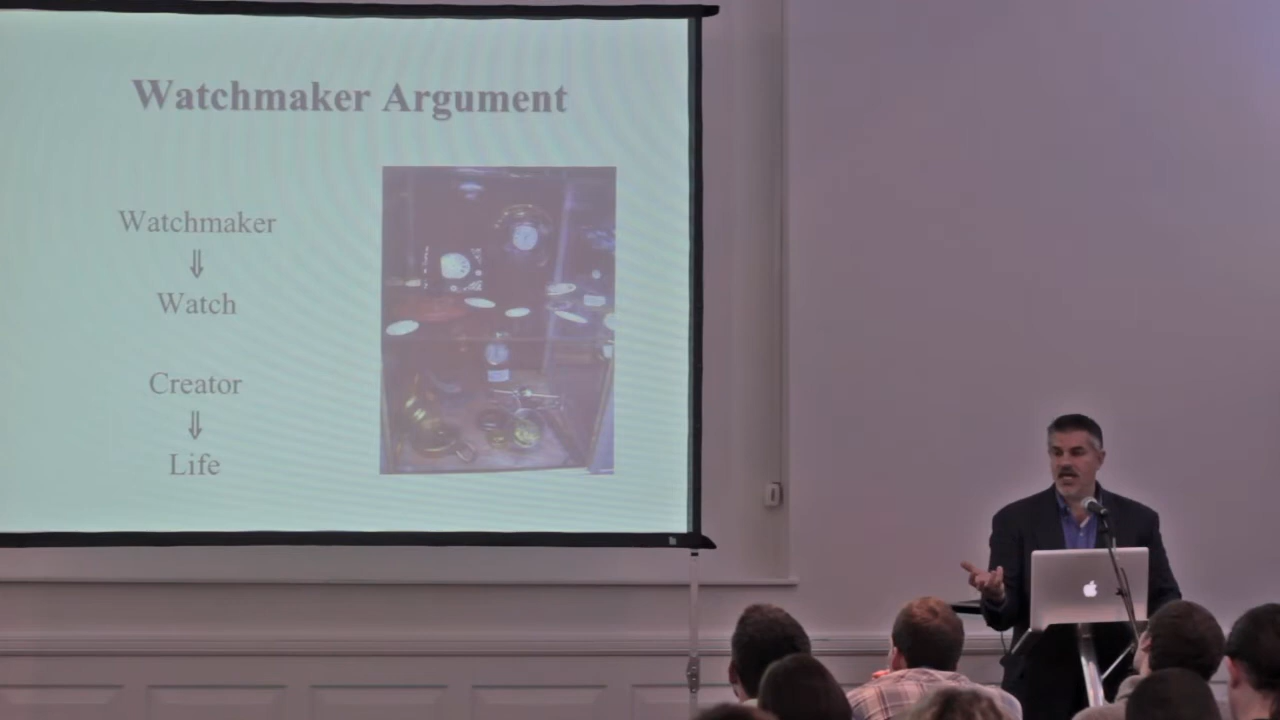 Watchmaker Argument
Watchmaker
⇓
Watch
Creator
⇓
Life